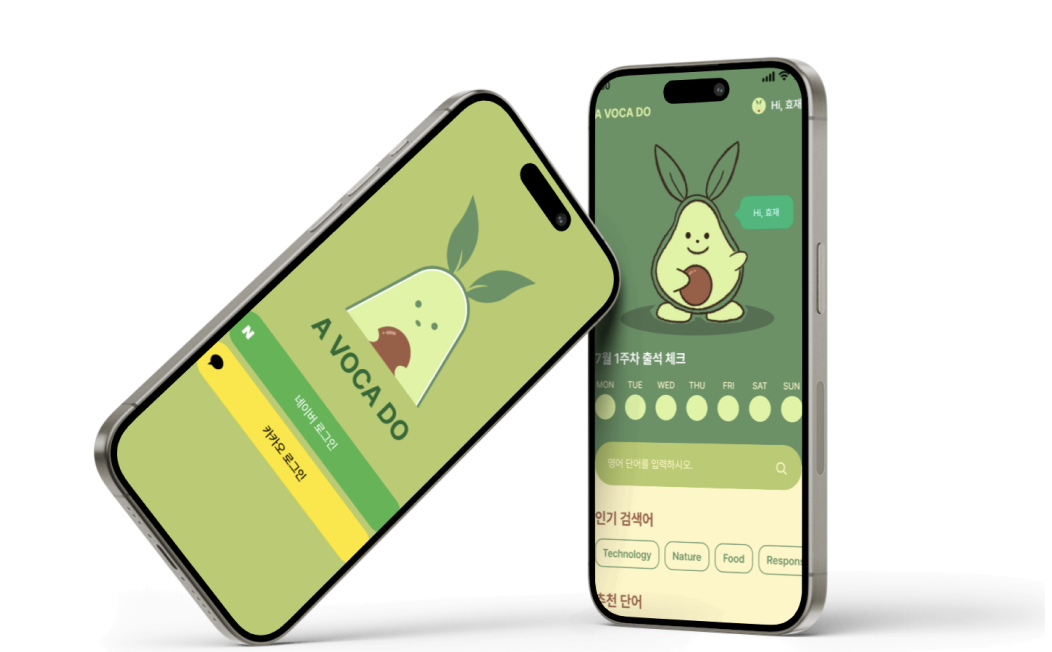 A VOCA DO
네이버 로그인
카카오 로그인
A VOCA DO
Hi, 효재
Hi, 효재
7월 1주차 출석 체크
MON TUE WED THU FRI SAT SUN
영어 단어를 입력하시오.
인기 검색어
Technology Nature Food Respon
추천 단어